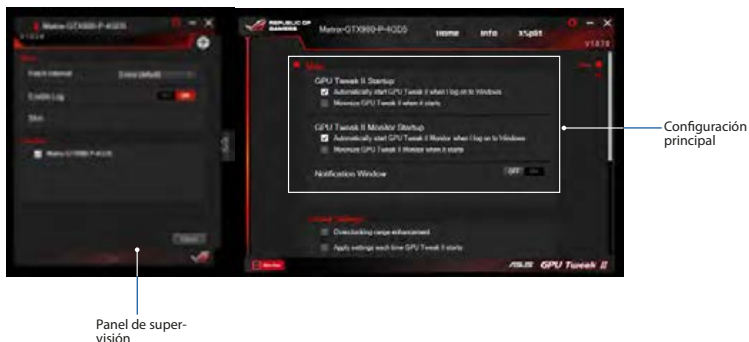 Matrix-GTX980-P-4GD5
REPUBLIC OF
GAMERS
Matrix-GTX980-P-4GD5
Home
Info
XSplit
V1070
Enable Log
Skin
Matrix-GTX980-P-4GD5
Main
GPU Tweak II Startup
Automatically start GPU Tweak II when I log on to Windows
Minimize GPU Tweak II when it starts
GPU Tweak II Monitor Startup
Automatically start GPU Tweak II Monitor when I log on to Windows
Minimize GPU Tweak II Monitor when it starts
Notification Window
OFF
Overclocking range enhancement
Apply settings each time GPU Tweak II starts
ASUS GPU Tweak II
Configuración
principal
Panel de super-
visión